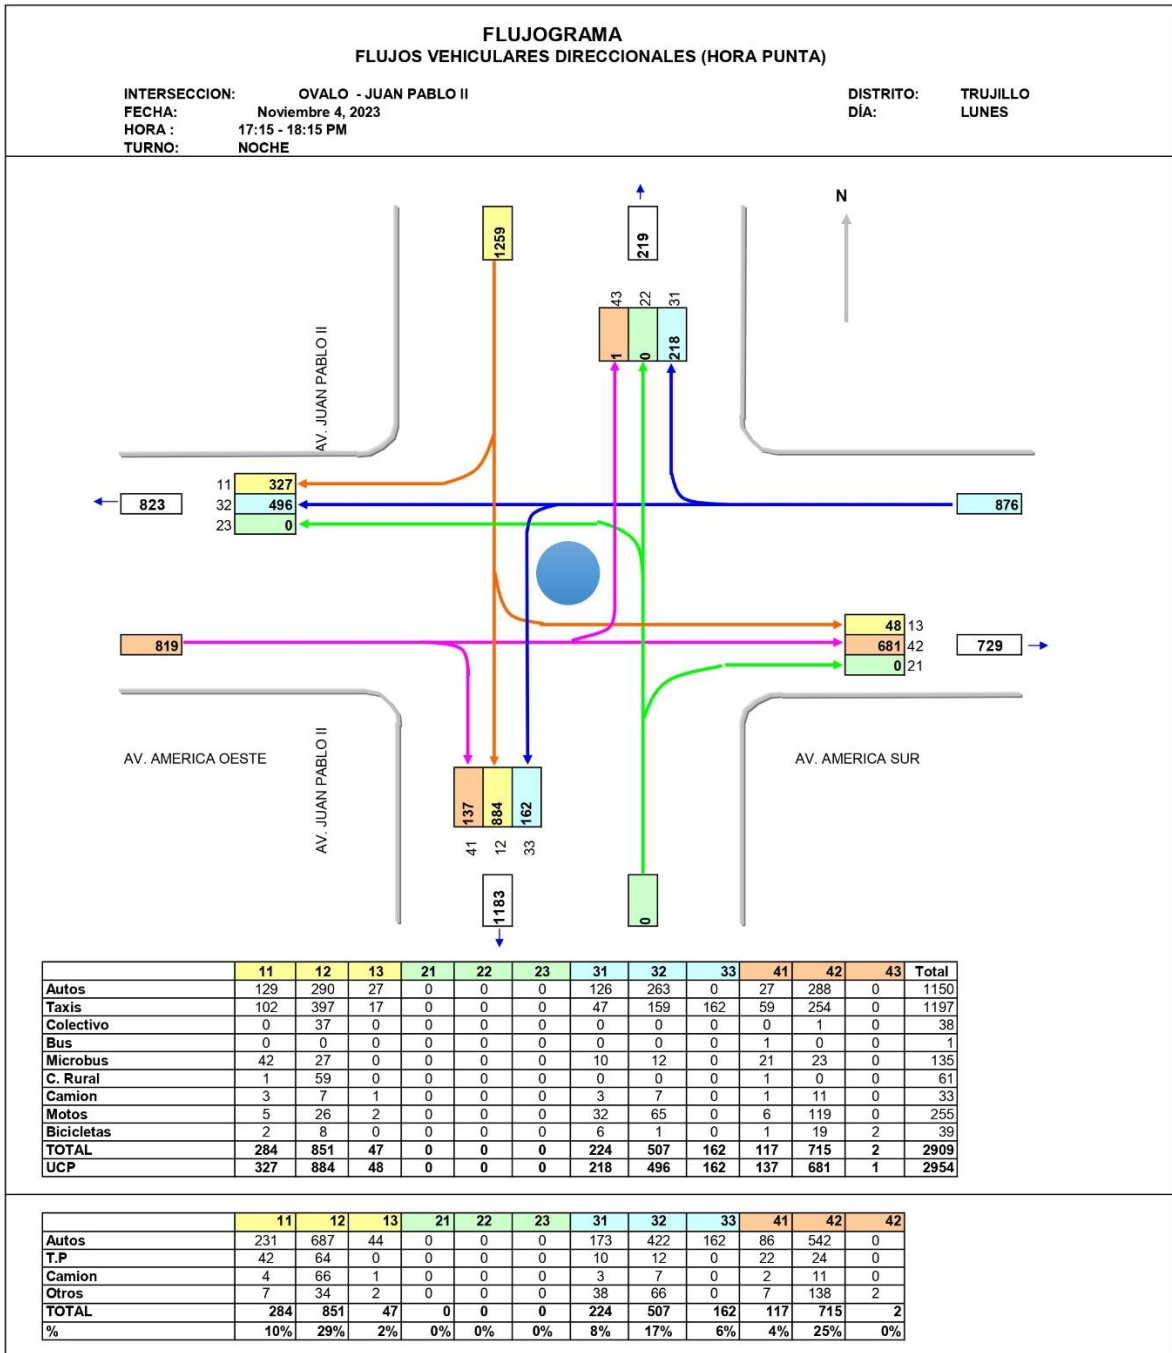 FLUJOGRAMA
FLUJOS VEHICULARES DIRECCIONALES (HORA PUNTA)
INTERSECCION: OVALO - JUAN PABLO II DISTRITO: TRUJILLO
FECHA: Noviembre 4, 2023 DÍA: LUNES
HORA : 17:15 - 18:15 PM
TURNO: NOCHE
N
1259
219
43 22 31
1 0 218
AV. JUAN PABLO II
11 327
823 32 496 876
23 0
48 13
819 681 42 729
0 21
AV. AMERICA OESTE AV. AMERICA SUR
AV. JUAN PABLO II
137 884 162
41 12 33
1183 0
11 12 13 21 22 23 31 32 33 41 42 43 Total
Autos 129 290 27 0 0 0 126 263 0 27 288 0 1150
Taxis 102 397 17 0 0 0 47 159 162 59 254 0 1197
Colectivo 0 37 0 0 0 0 0 0 0 0 1 0 38
Bus 0 0 0 0 0 0 0 0 0 1 0 0 1
Microbus 42 27 0 0 0 0 10 12 0 21 23 0 135
C. Rural 1 59 0 0 0 0 0 0 0 1 0 0 61
Camion 3 7 1 0 0 0 3 7 0 1 11 0 33
Motos 5 26 2 0 0 0 32 65 0 6 119 0 255
Bicicletas 2 8 0 0 0 0 6 1 0 1 19 2 39
TOTAL 284 851 47 0 0 0 224 507 162 117 715 2 2909
UCP 327 884 48 0 0 0 218 496 162 137 681 1 2954
11 12 13 21 22 23 31 32 33 41 42 42
Autos 231 687 44 0 0 0 173 422 162 86 542 0
T.P 42 64 0 0 0 0 10 12 0 22 24 0
Camion 4 66 1 0 0 0 3 7 0 2 11 0
Otros 7 34 2 0 0 0 38 66 0 7 138 2
TOTAL 284 851 47 0 0 0 224 507 162 117 715 2
% 10% 29% 2% 0% 0% 0% 8% 17% 6% 4% 25% 0%